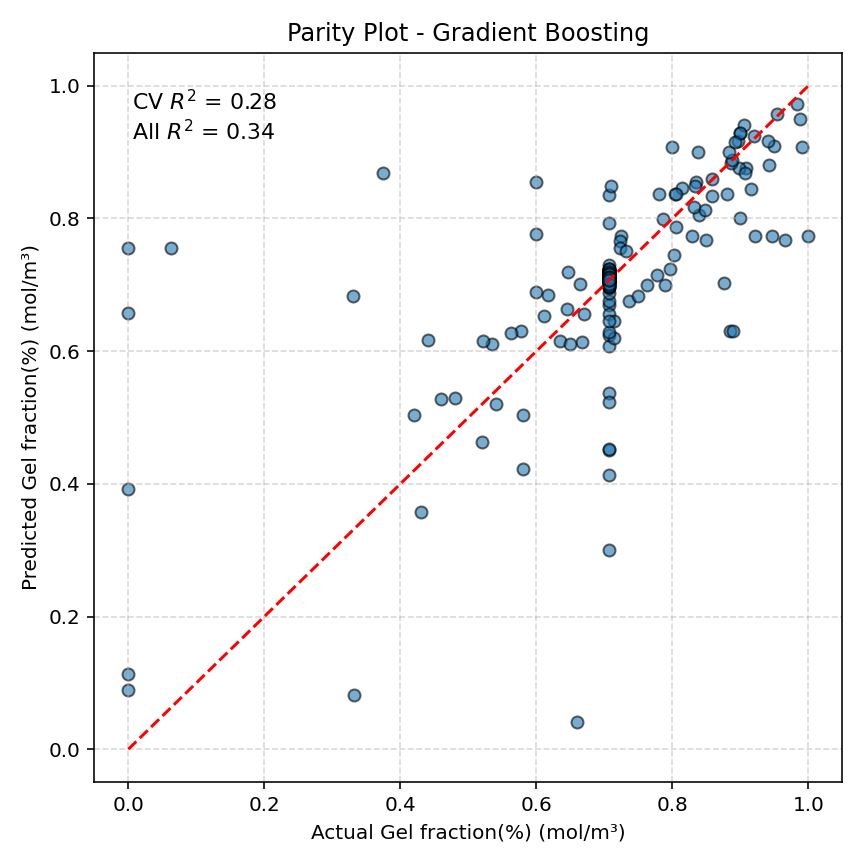 Parity Plot - Gradient Boosting
CV R² = 0.28
All R² = 0.34
Predicted Gel fraction(%) (mol/m³)
1.0
0.8
0.6
0.4
0.2
0.0
0.0 0.2 0.4 0.6 0.8 1.0
Actual Gel fraction(%) (mol/m³)